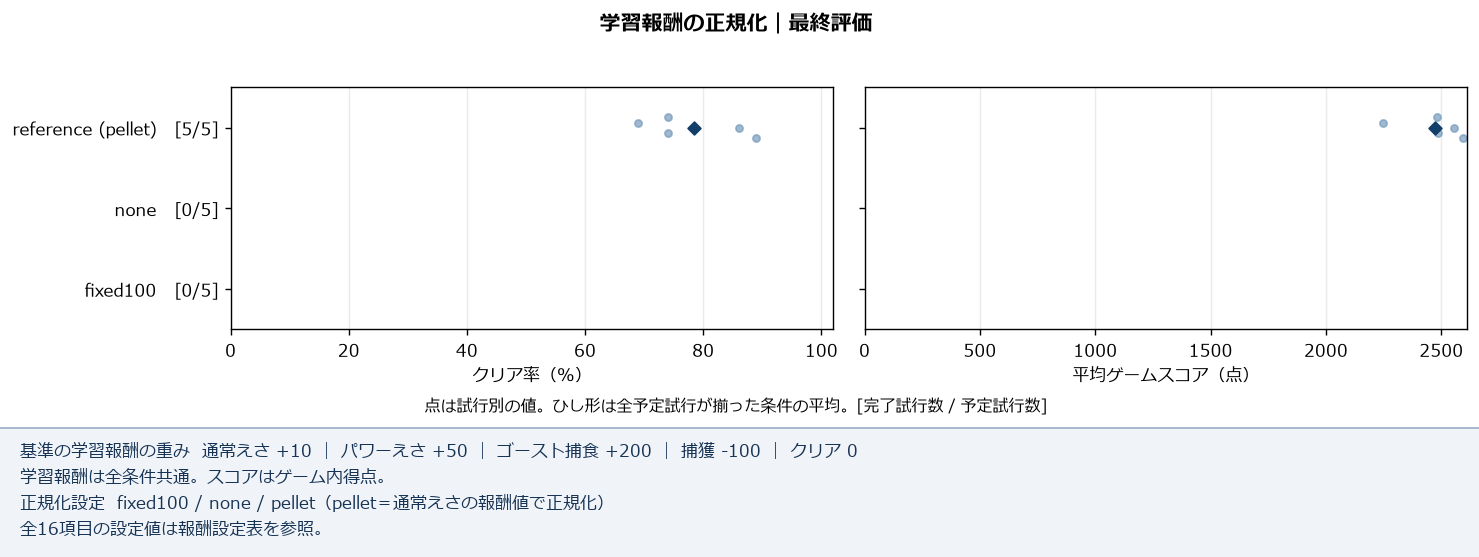 学習報酬の正規化｜最終評価
reference (pellet) [5/5]
none [0/5]
fixed100 [0/5]
0 20 40 60 80 100
クリア率（%）
0 500 1000 1500 2000 2500
平均ゲームスコア（点）
点は試行別の値。ひし形は全予定試行が揃った条件の平均。[完了試行数 / 予定試行数]
基準の学習報酬の重み 通常えさ +10 ｜ パワーえさ +50 ｜ ゴースト捕食 +200 ｜ 捕獲 -100 ｜ クリア 0
学習報酬は全条件共通。スコアはゲーム内得点。
正規化設定 fixed100 / none / pellet（pellet＝通常えさの報酬値で正規化）
全16項目の設定値は報酬設定表を参照。